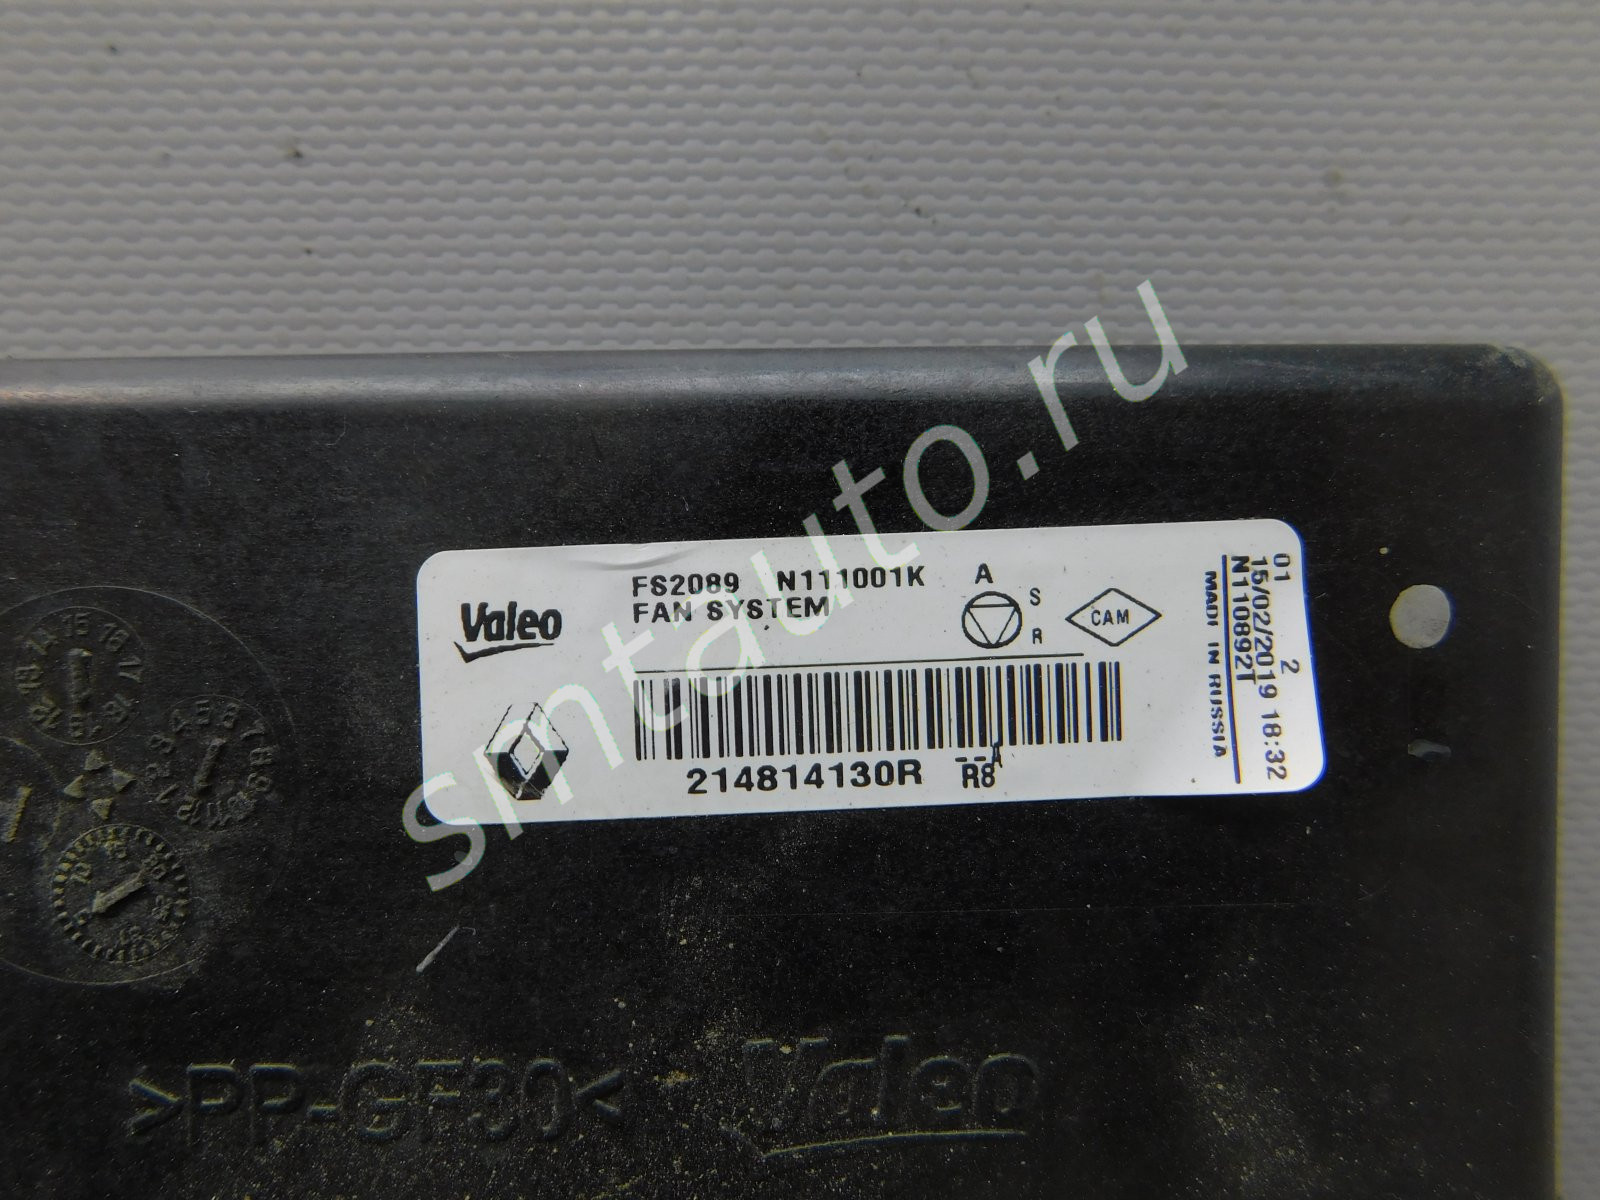 Valeo
FS2089 N111001K A
FAN SYSTEM
S
R
CAM
214814130R --R8
01 2
15/02/2019 18:32
N110892T
MADI IN RUSSIA
smtauto.ru
>PP-GF30<
Valeo